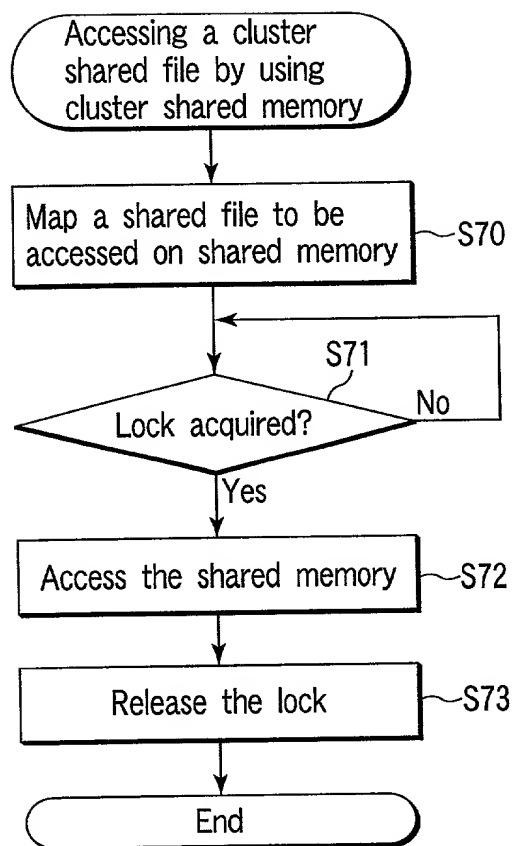 Accessing a cluster
shared file by using
cluster shared memory
Map a shared file to be
accessed on shared memory
S70
S71
Lock acquired?
No
Yes
Access the shared memory
S72
Release the lock
S73
End